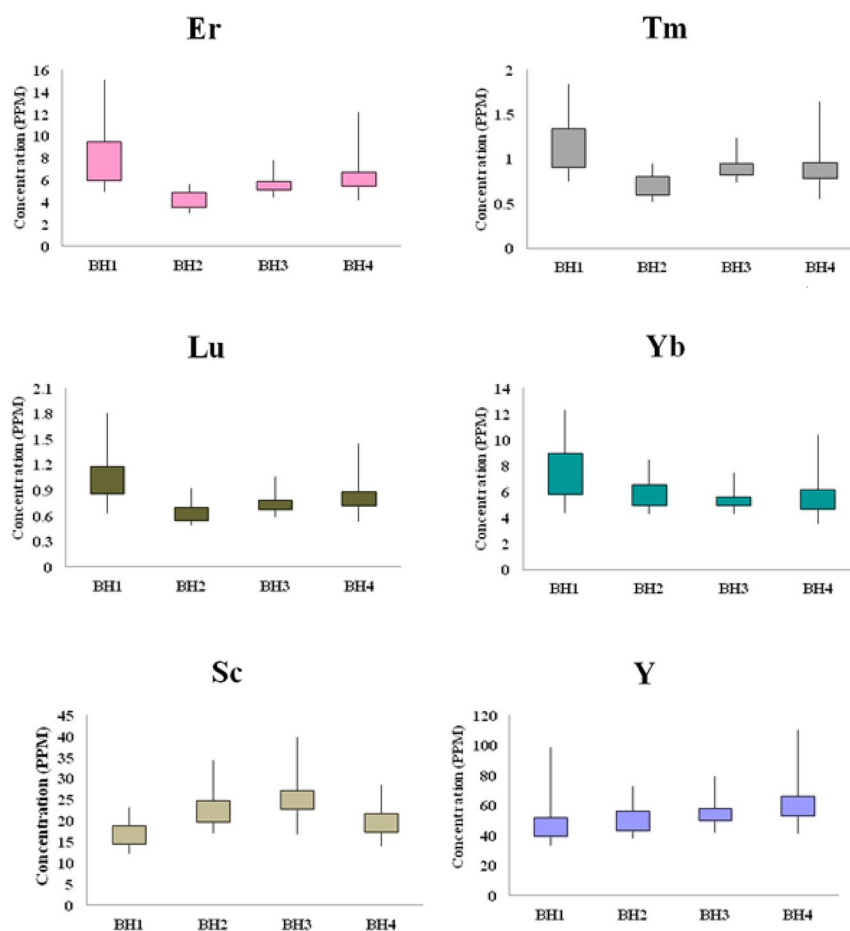 Er
Concentration (PPM)
16
14
12
10
8
6
4
2
0
BH1 BH2 BH3 BH4
Tm
Concentration (PPM)
2
1.5
1
0.5
0
BH1 BH2 BH3 BH4
Lu
Concentration (PPM)
2.1
1.8
1.5
1.2
0.9
0.6
0.3
0
BH1 BH2 BH3 BH4
Yb
Concentration (PPM)
14
12
10
8
6
4
2
0
BH1 BH2 BH3 BH4
Sc
Concentration (PPM)
45
40
35
30
25
20
15
10
5
0
BH1 BH2 BH3 BH4
Y
Concentration (PPM)
120
100
80
60
40
20
0
BH1 BH2 BH3 BH4